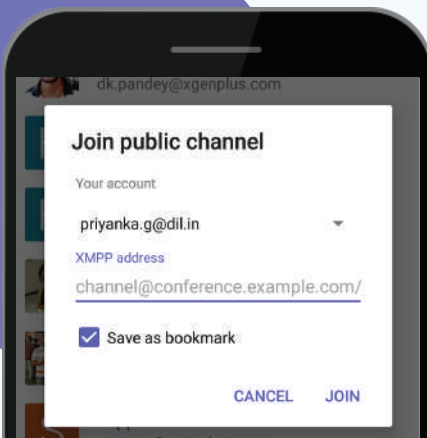 dk.pandey@xgenplus.com
Join public channel
Your account
priyanka.g@dil.in
XMPP address
channel@conference.example.com/
Save as bookmark
CANCEL JOIN
S